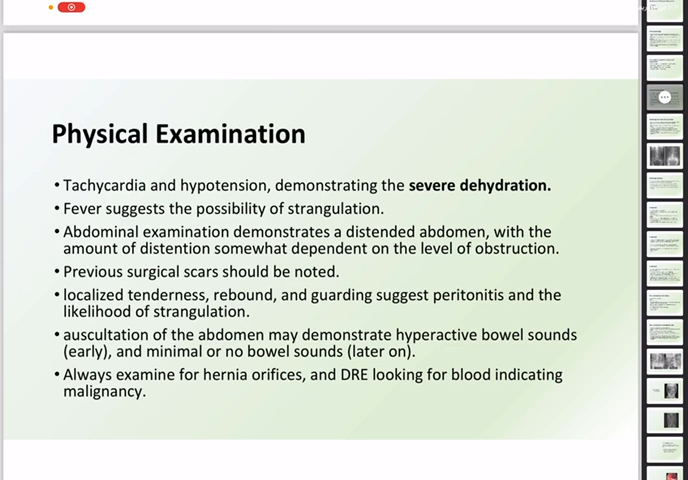 Physical Examination
• Tachycardia and hypotension, demonstrating the severe dehydration.
• Fever suggests the possibility of strangulation.
• Abdominal examination demonstrates a distended abdomen, with the
amount of distention somewhat dependent on the level of obstruction.
• Previous surgical scars should be noted.
• localized tenderness, rebound, and guarding suggest peritonitis and the
likelihood of strangulation.
• auscultation of the abdomen may demonstrate hyperactive bowel sounds
(early), and minimal or no bowel sounds (later on).
• Always examine for hernia orifices, and DRE looking for blood indicating
malignancy.